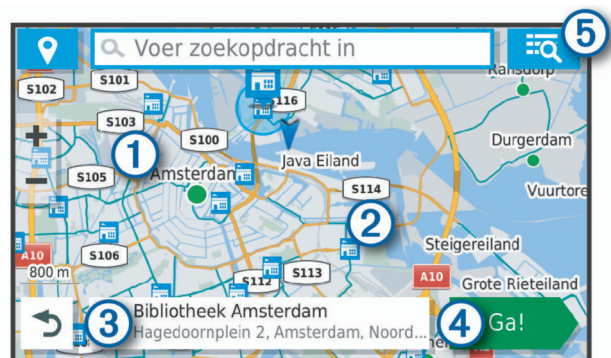 5
Voer zoekopdracht in
Ransdorp
S101
S102
S116
S103
+
1
S100
Durgerdam
Java Eiland
−
S105
Amsterdam
S114
Vuurtore
2
Steigereiland
A10
S106
S113
S112
A10
800 m
Grote Rieteiland
3
Bibliotheek Amsterdam
Hagedoornplein 2, Amsterdam, Noord...
4
Ga!